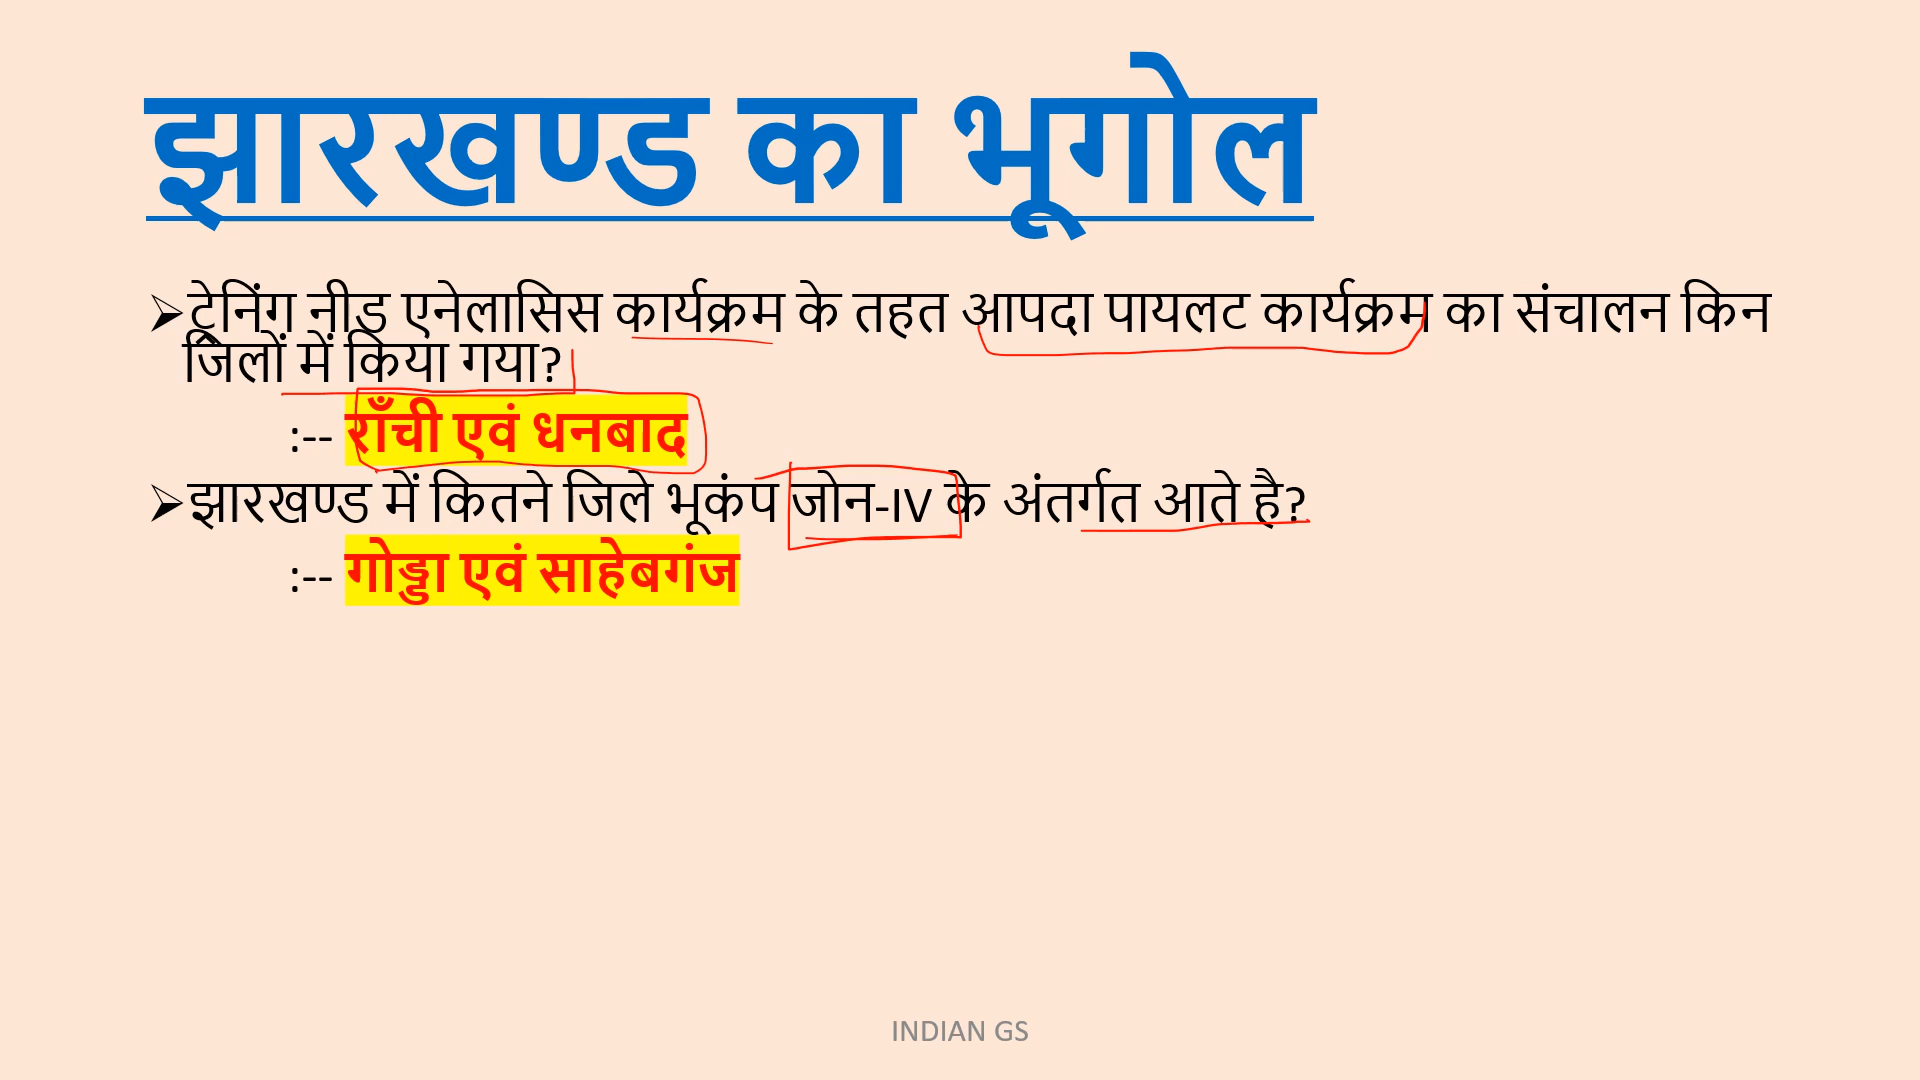 झारखण्ड का भूगोल
➢ट्रेनिंग नीड एनेलासिस कार्यक्रम के तहत आपदा पायलट कार्यक्रम का संचालन किन
जिलों में किया गया?
:-- राँची एवं धनबाद
➢झारखण्ड में कितने जिले भूकंप जोन-IV के अंतर्गत आते है?
:-- गोड्डा एवं साहेबगंज
INDIAN GS